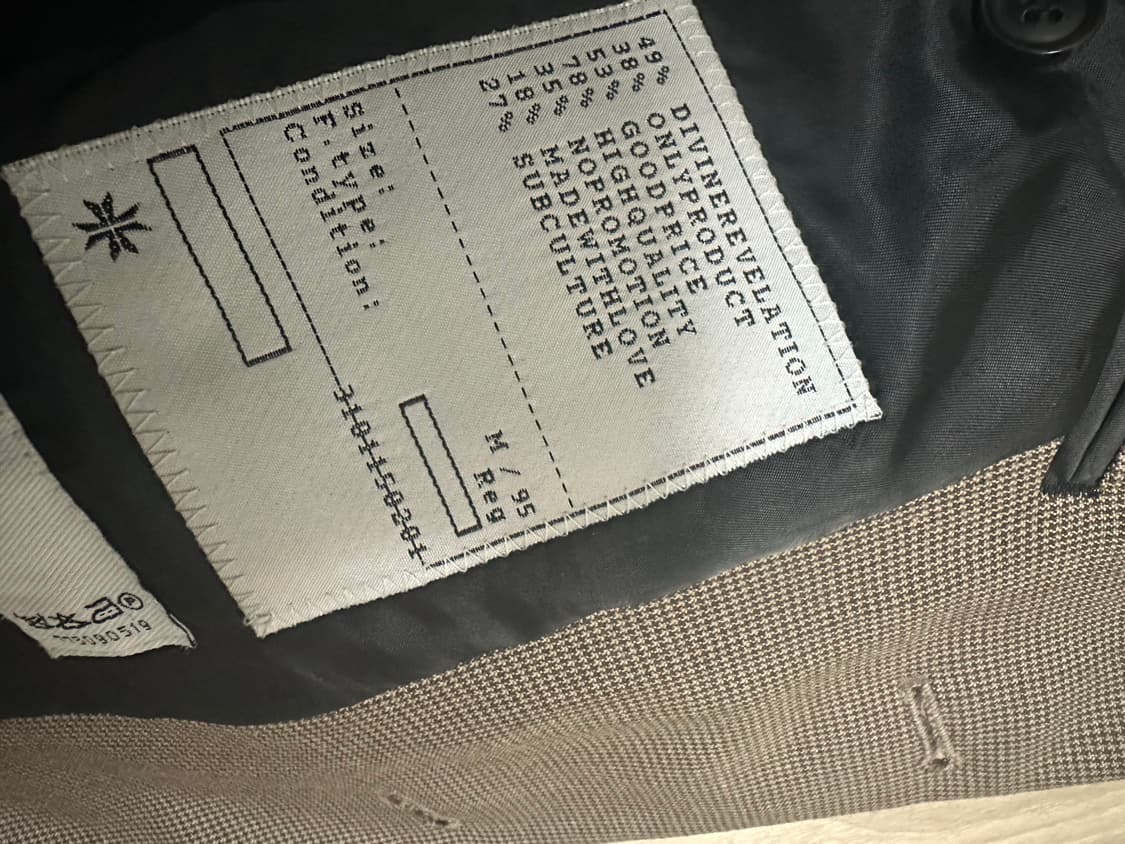 49% DIVINEREVELATION
38% ONLYPRODUCT
53% GOODPRICE
78% HIGHQUALITY
35% NOPROMOTION
18% MADEWITHLOVE
27% SUBCULTURE
Size: M / 95
F.type: Reg
Condition: